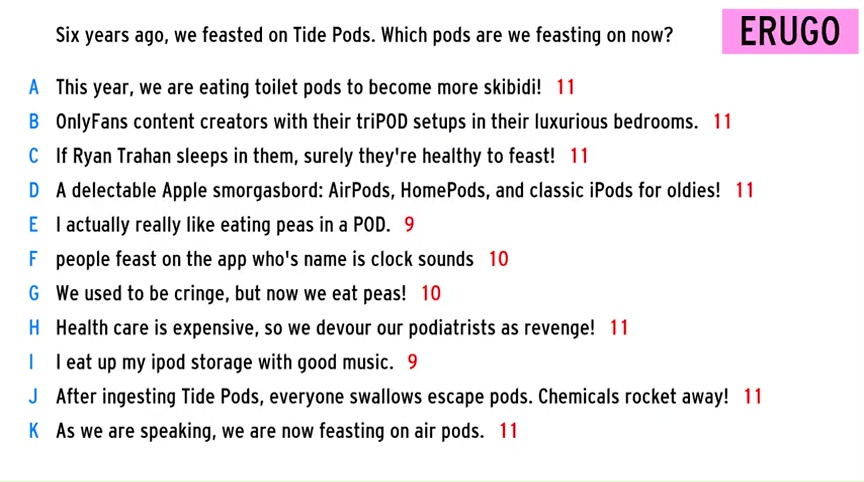 Six years ago, we feasted on Tide Pods. Which pods are we feasting on now?
ERUGO
A This year, we are eating toilet pods to become more skibidi! 11
B OnlyFans content creators with their triPOD setups in their luxurious bedrooms. 11
C If Ryan Trahan sleeps in them, surely they're healthy to feast! 11
D A delectable Apple smorgasbord: AirPods, HomePods, and classic iPods for oldies! 11
E I actually really like eating peas in a POD. 9
F people feast on the app who's name is clock sounds 10
G We used to be cringe, but now we eat peas! 10
H Health care is expensive, so we devour our podiatrists as revenge! 11
I I eat up my ipod storage with good music. 9
J After ingesting Tide Pods, everyone swallows escape pods. Chemicals rocket away! 11
K As we are speaking, we are now feasting on air pods. 11